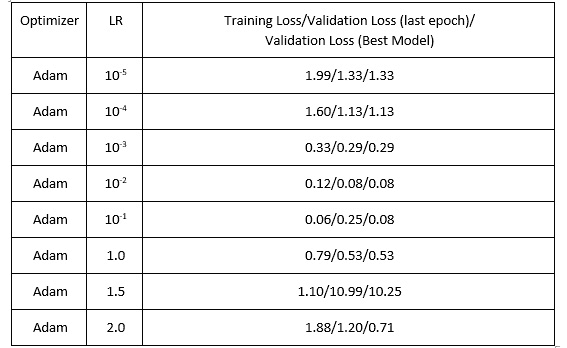 Optimizer LR Training Loss/Validation Loss (last epoch)/
Validation Loss (Best Model)
Adam 10⁻⁵ 1.99/1.33/1.33
Adam 10⁻⁴ 1.60/1.13/1.13
Adam 10⁻³ 0.33/0.29/0.29
Adam 10⁻² 0.12/0.08/0.08
Adam 10⁻¹ 0.06/0.25/0.08
Adam 1.0 0.79/0.53/0.53
Adam 1.5 1.10/10.99/10.25
Adam 2.0 1.88/1.20/0.71